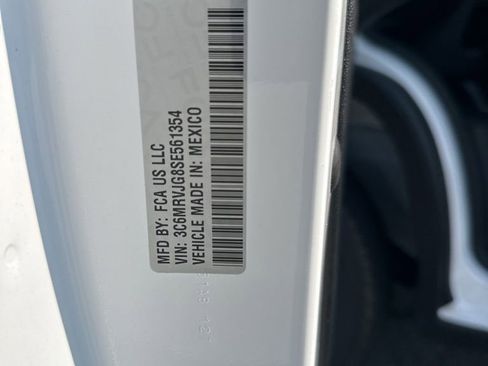 MFD BY: FCA US LLC
VIN: 3C6MRVJG8SE561354
VEHICLE MADE IN: MEXICO